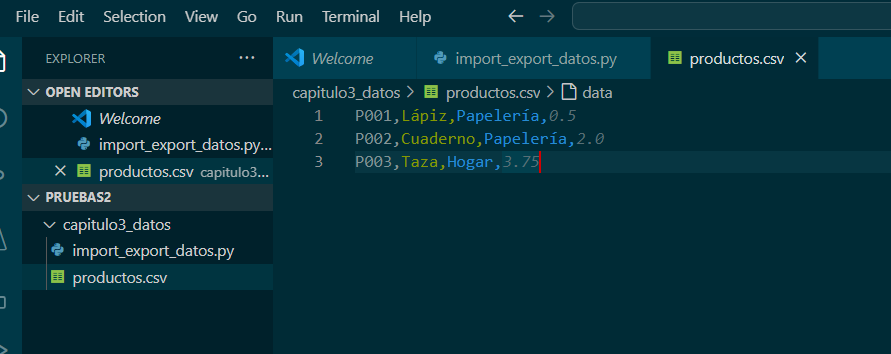 File Edit Selection View Go Run Terminal Help
EXPLORER
OPEN EDITORS
Welcome
import_export_datos.py...
productos.csv capitulo3...
PRUEBAS2
capitulo3_datos
import_export_datos.py
productos.csv
Welcome import_export_datos.py productos.csv
capitulo3_datos > productos.csv > data
1 P001,Lápiz,Papelería,0.5
2 P002,Cuaderno,Papelería,2.0
3 P003,Taza,Hogar,3.75